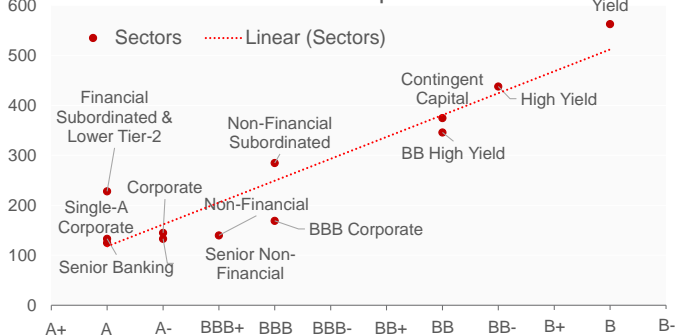 Yield
600
Sectors
Linear (Sectors)
500
400
300
200
100
0
Financial
Subordinated &
Lower Tier-2
Single-A
Corporate
Senior Banking
Corporate
Non-Financial
Subordinated
Non-Financial
Senior Non-
Financial
BBB Corporate
Contingent
Capital
BB High Yield
High Yield
A+ A A- BBB+ BBB BBB- BB+ BB BB- B+ B B-